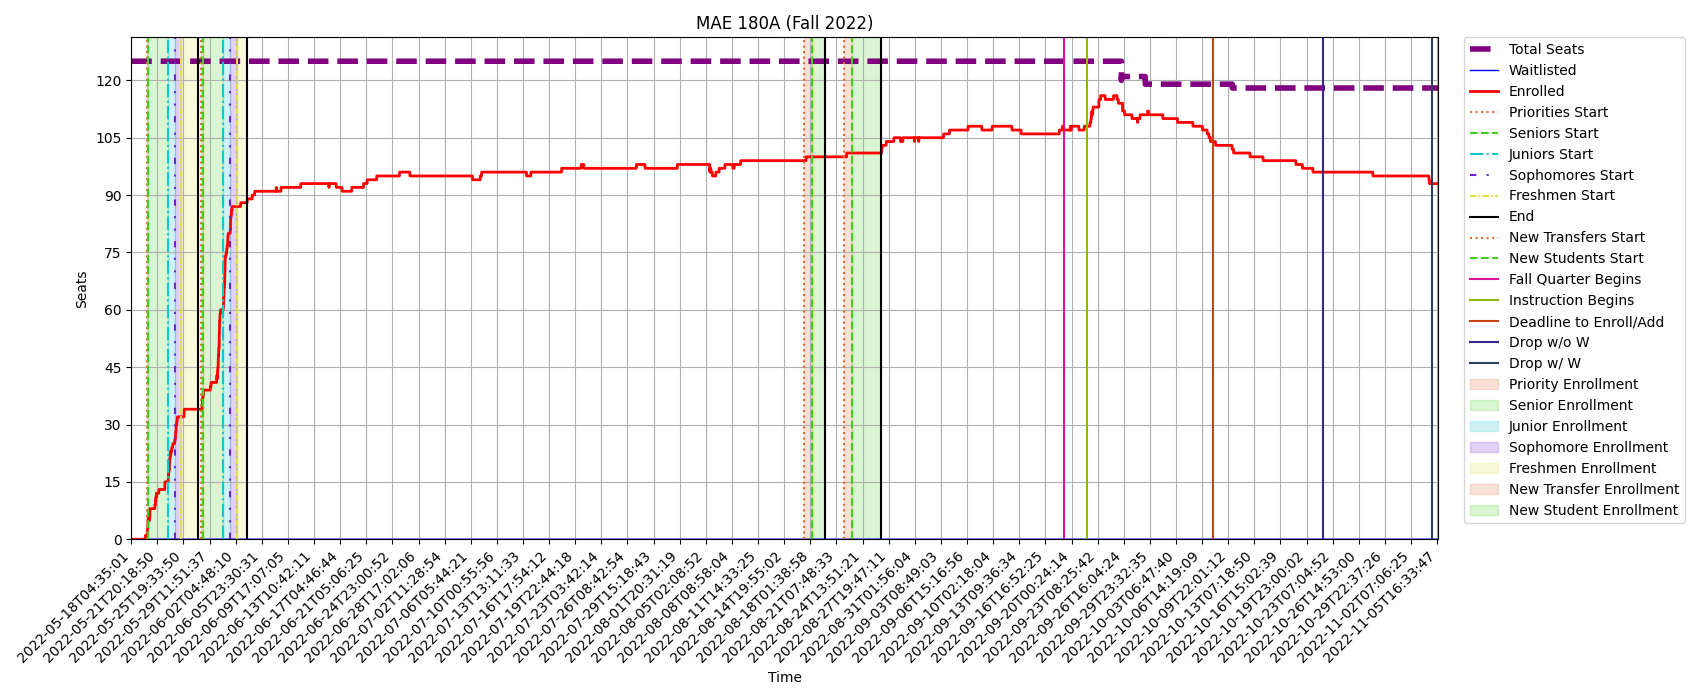 MAE 180A (Fall 2022)
Seats
120
105
90
75
60
45
30
15
0
2022-05-18T04:35:01
2022-05-21T20:18:50
2022-05-25T19:33:50
2022-05-29T11:51:37
2022-06-02T04:48:10
2022-06-05T23:30:31
2022-06-09T17:07:05
2022-06-13T10:42:11
2022-06-17T04:46:44
2022-06-21T05:06:25
2022-06-24T23:00:52
2022-06-28T17:02:06
2022-07-02T11:28:54
2022-07-06T05:44:21
2022-07-10T00:55:56
2022-07-13T13:11:33
2022-07-16T17:54:12
2022-07-19T22:44:18
2022-07-23T03:42:14
2022-07-26T08:42:54
2022-07-29T15:18:43
2022-08-01T20:31:19
2022-08-05T02:08:52
2022-08-08T08:58:04
2022-08-11T14:33:25
2022-08-14T19:55:02
2022-08-18T01:38:58
2022-08-21T07:48:33
2022-08-24T13:51:21
2022-08-27T19:47:11
2022-08-31T01:56:04
2022-09-03T08:49:03
2022-09-06T15:16:56
2022-09-10T02:18:04
2022-09-13T09:36:34
2022-09-16T16:52:25
2022-09-20T00:24:14
2022-09-23T08:25:42
2022-09-26T16:04:24
2022-09-29T23:32:35
2022-10-03T06:47:40
2022-10-06T14:19:09
2022-10-09T22:01:12
2022-10-13T07:18:50
2022-10-16T15:02:39
2022-10-19T23:00:02
2022-10-23T07:04:52
2022-10-26T14:53:00
2022-10-29T22:37:26
2022-11-02T07:06:25
2022-11-05T16:33:47
Time
Total Seats
Waitlisted
Enrolled
Priorities Start
Seniors Start
Juniors Start
Sophomores Start
Freshmen Start
End
New Transfers Start
New Students Start
Fall Quarter Begins
Instruction Begins
Deadline to Enroll/Add
Drop w/o W
Drop w/ W
Priority Enrollment
Senior Enrollment
Junior Enrollment
Sophomore Enrollment
Freshmen Enrollment
New Transfer Enrollment
New Student Enrollment